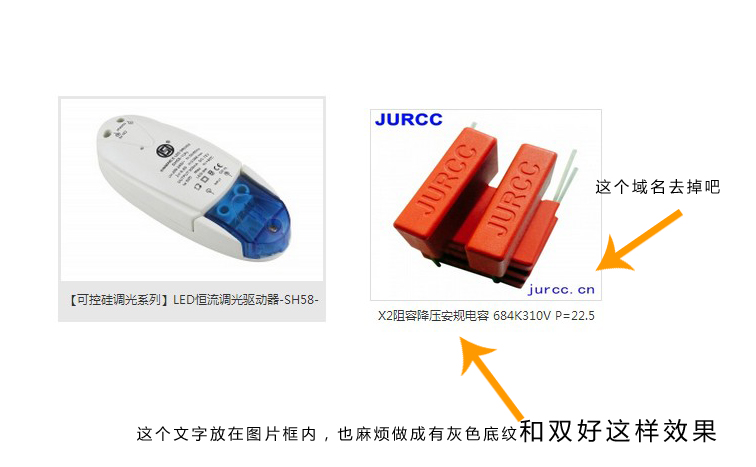 JURCC
JURCC
JURCC
这个域名去掉吧
jurcc.cn
【可控硅调光系列】LED恒流调光驱动器-SH58-
X2阻容降压安规电容 684K310V P=22.5
这个文字放在图片框内，也麻烦做成有灰色底纹和双好这样效果